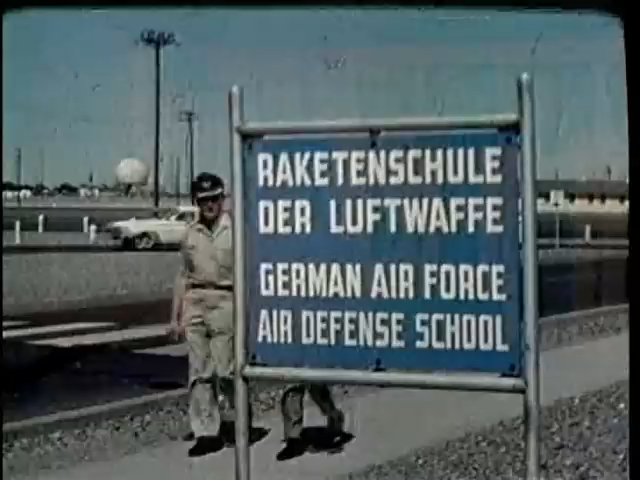 RAKETENSCHULE
DER LUFTWAFFE
GERMAN AIR FORCE
AIR DEFENSE SCHOOL